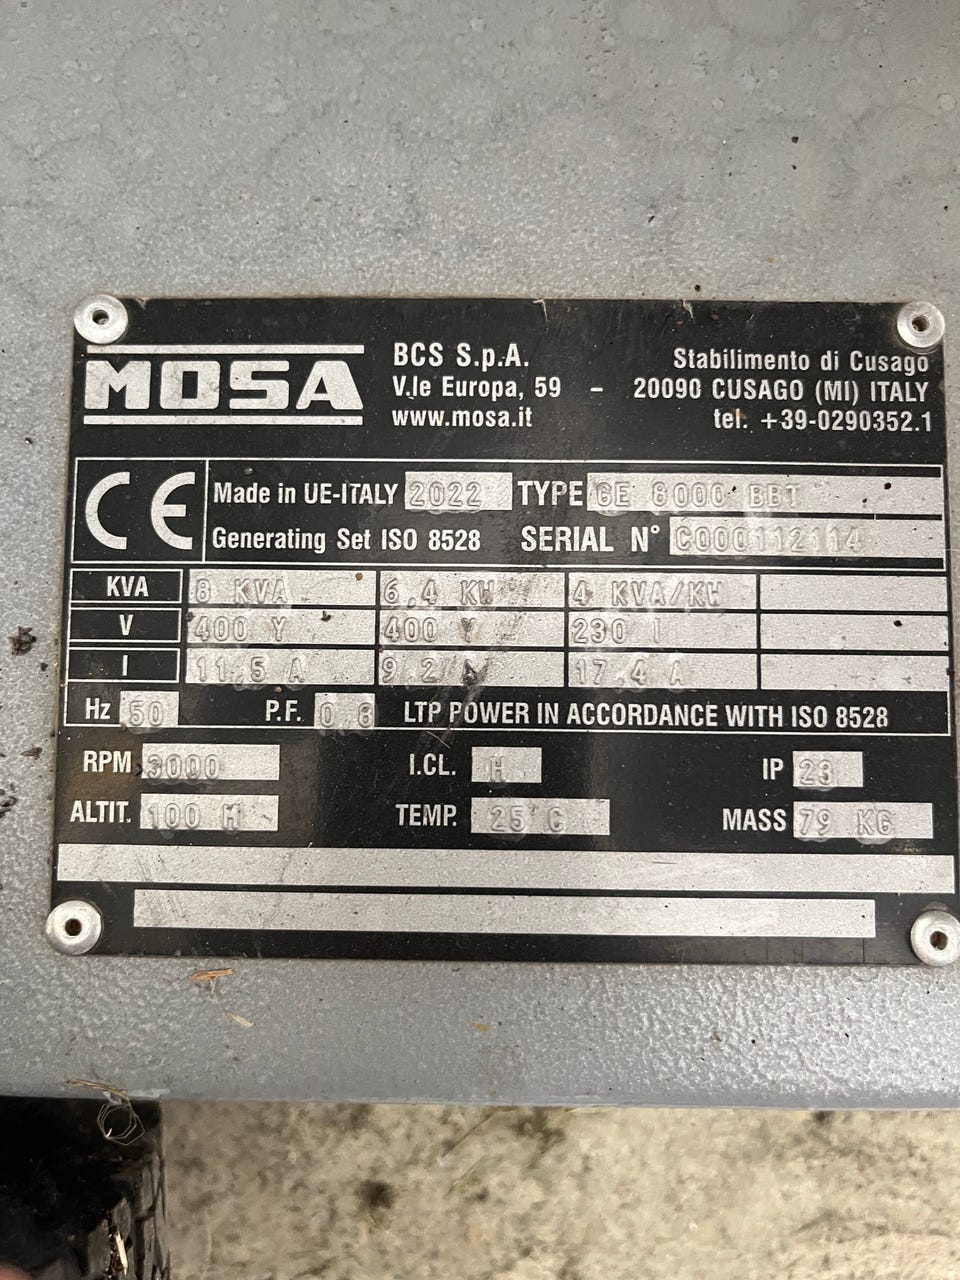 MOSA
BCS S.p.A.
V.le Europa, 59 - 
www.mosa.it
Stabilimento di Cusago
20090 CUSAGO (MI) ITALY
tel. +39-0290352.1
CE
Made in UE-ITALY 2022 TYPE GE 8000 BBT
Generating Set ISO 8528 SERIAL N° C000112114
KVA 8 KVA 6,4 KW 4 KVA/KW
V 400 Y 400 Y 230 I
I 11,5 A 9,2 A 17,4 A
Hz 50 P.F. 0,8 LTP POWER IN ACCORDANCE WITH ISO 8528
RPM 3000 I.CL. H IP 23
ALTIT. 100 M TEMP. 25°C MASS 79 KG